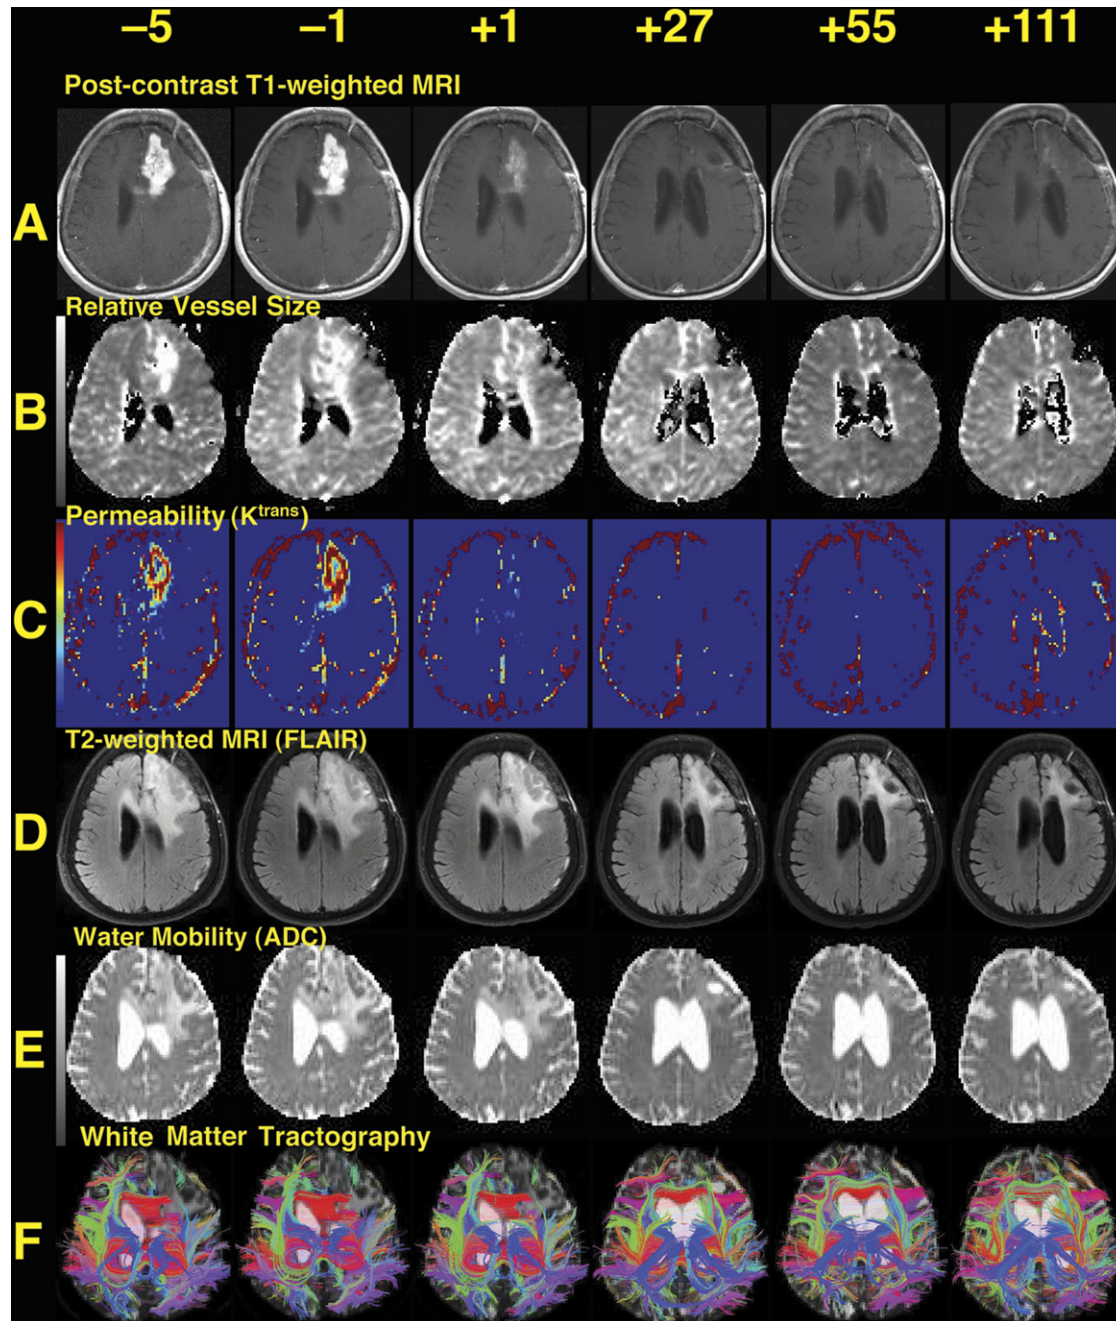 –5 –1 +1 +27 +55 +111
Post-contrast T1-weighted MRI
A
Relative Vessel Size
B
Permeability (Ktrans)
C
T2-weighted MRI (FLAIR)
D
Water Mobility (ADC)
E
White Matter Tractography
F